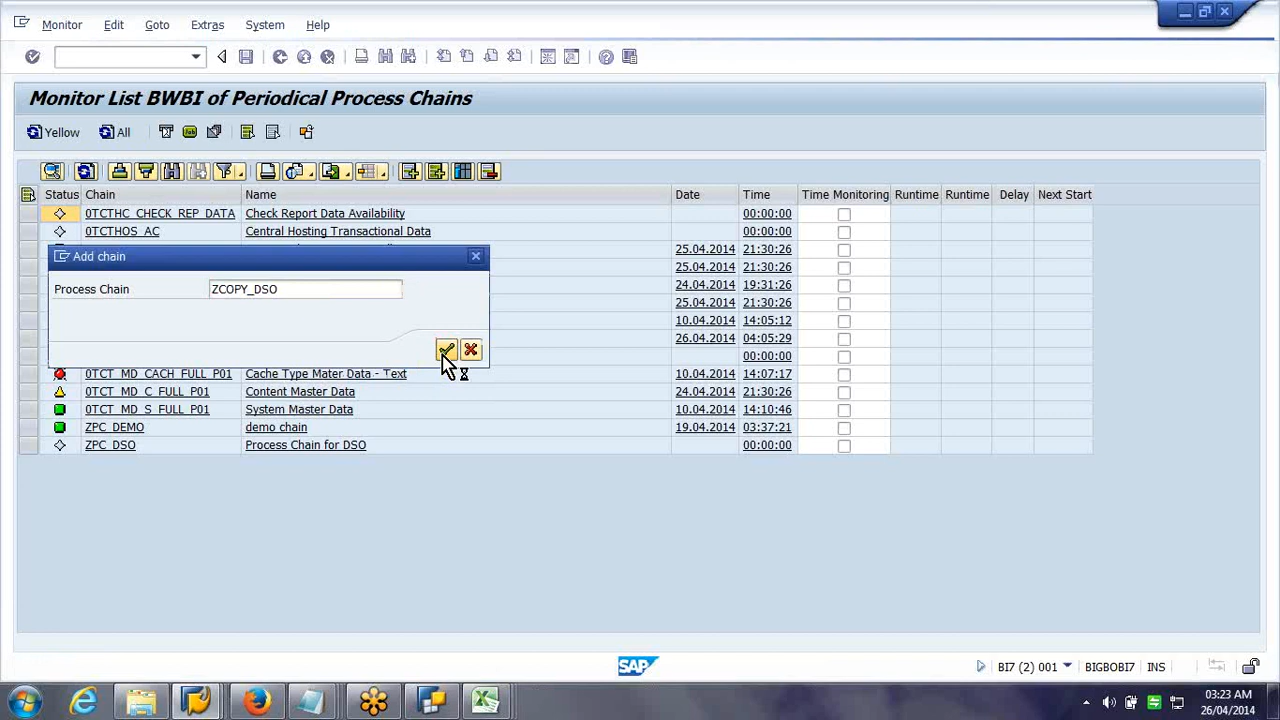 Monitor Edit Goto Extras System Help
Monitor List BWBI of Periodical Process Chains
Yellow All
Status Chain Name Date Time Time Monitoring Runtime Runtime Delay Next Start
0TCTHC_CHECK_REP_DATA Check Report Data Availability 00:00:00
0TCTHOS_AC Central Hosting Transactional Data 00:00:00
25.04.2014 21:30:26
Add chain
25.04.2014 21:30:26
24.04.2014 19:31:26
Process Chain ZCOPY_DSO
25.04.2014 21:30:26
10.04.2014 14:05:12
26.04.2014 04:05:29
00:00:00
0TCT_MD_CACH_FULL_P01 Cache Type Mater Data - Text 10.04.2014 14:07:17
0TCT_MD_C_FULL_P01 Content Master Data 24.04.2014 21:30:26
0TCT_MD_S_FULL_P01 System Master Data 10.04.2014 14:10:46
ZPC_DEMO demo chain 19.04.2014 03:37:21
ZPC_DSO Process Chain for DSO 00:00:00
SAP
BI7 (2) 001 BIGBOBI7 INS
03:23 AM
26/04/2014